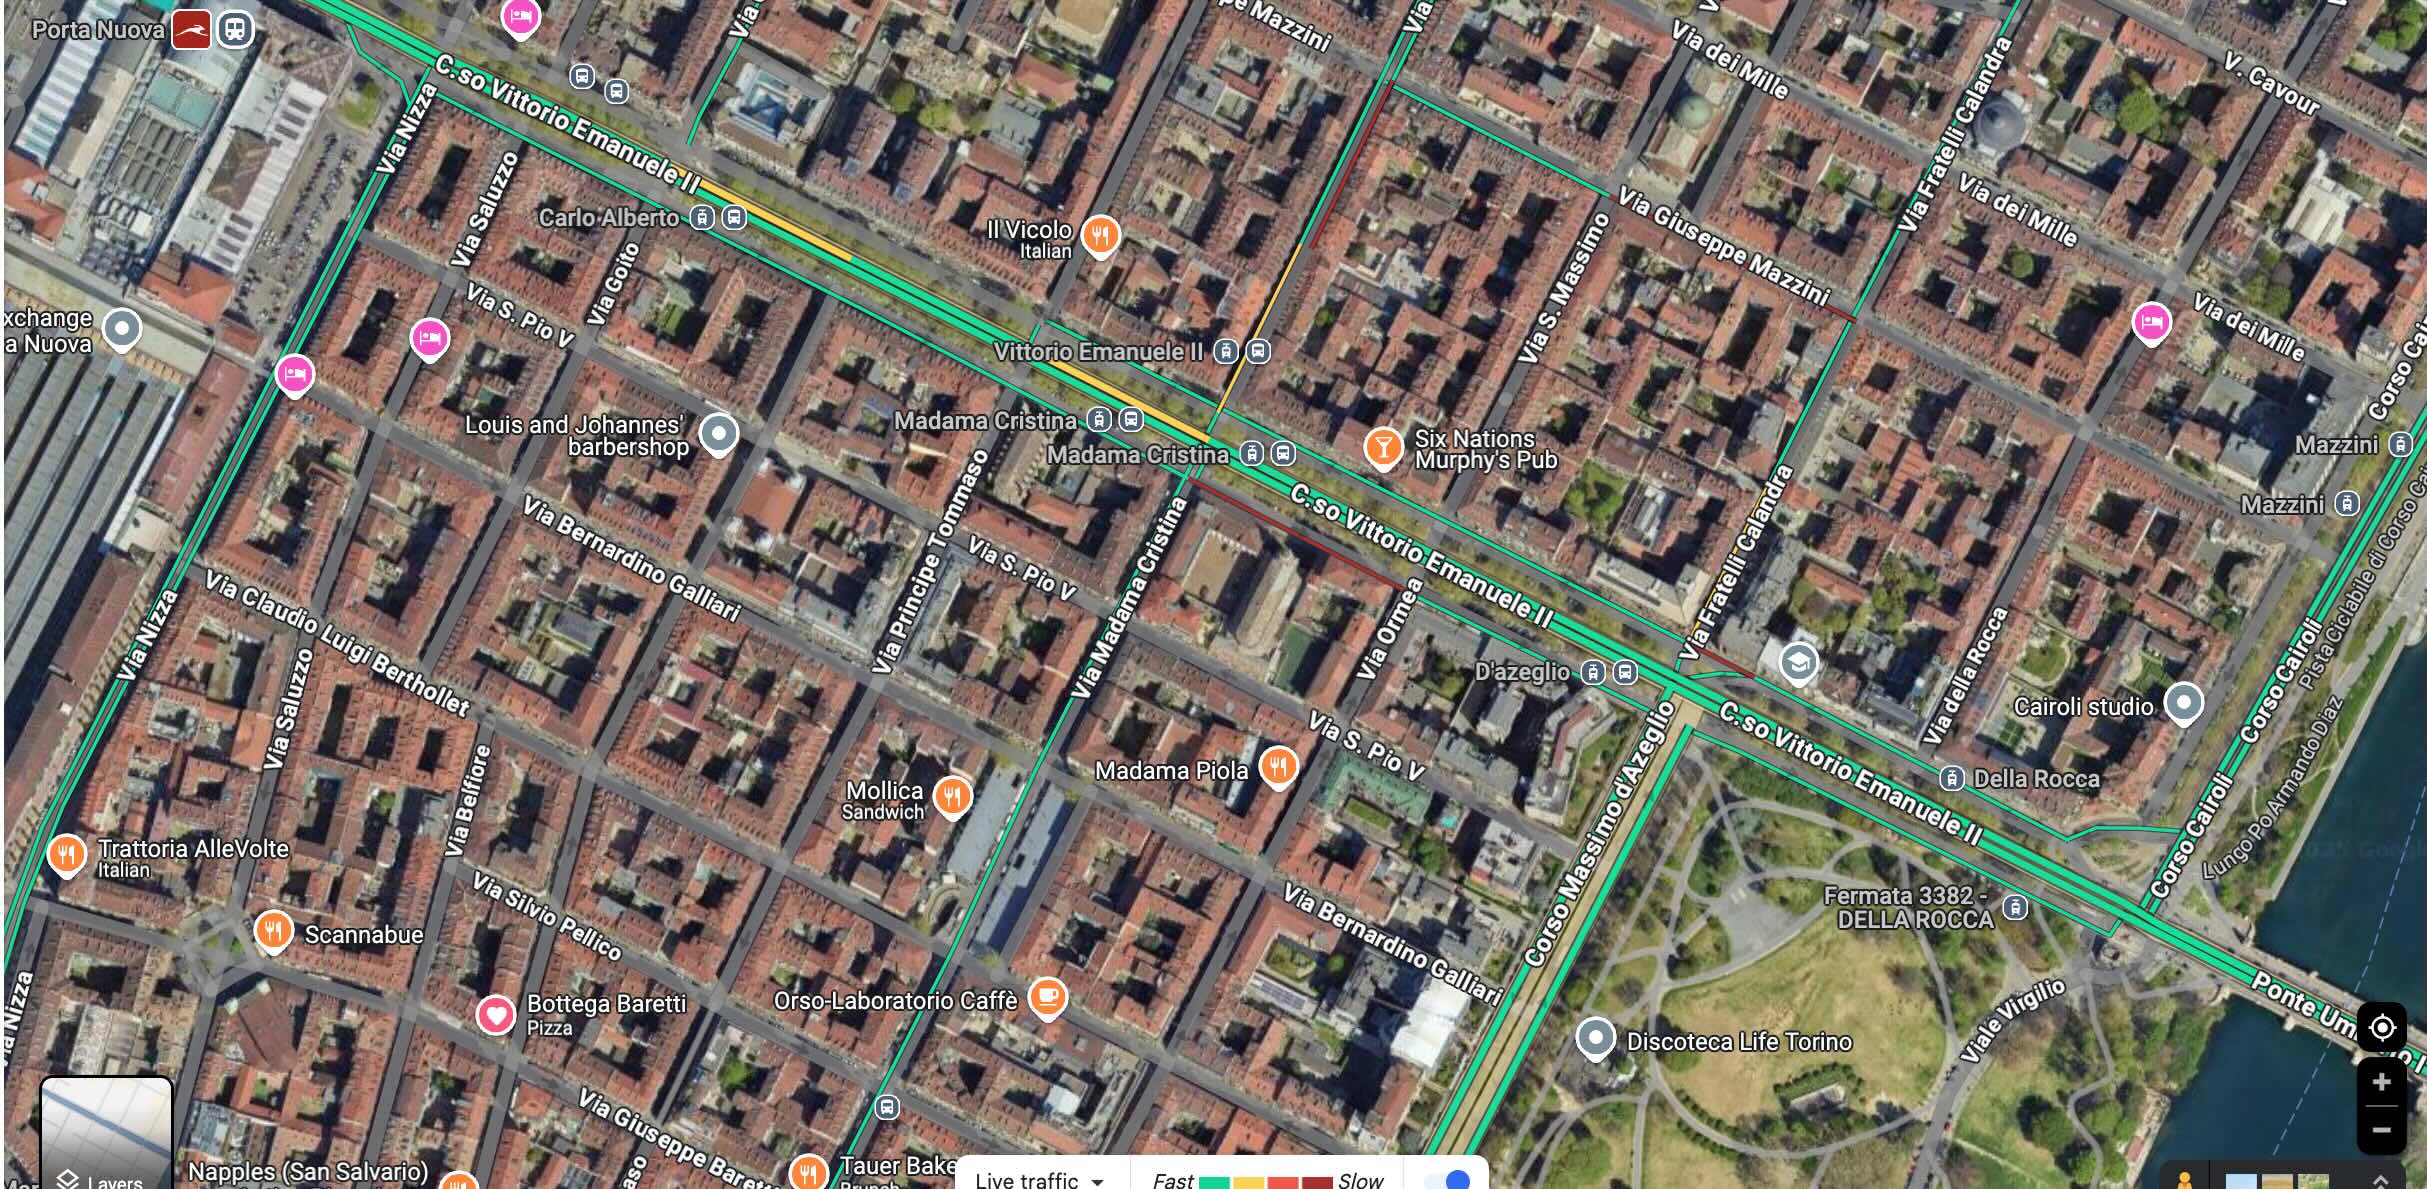 Porta Nuova
C.so Vittorio Emanuele II
Via Nizza
Via Saluzzo
Carlo Alberto
Via Goito
Via S. Pio V
Il Vicolo
Italian
Via dei Mille
V. Cavour
Via Fratelli Calandra
Via dei Mille
Via Giuseppe Mazzini
Via S. Massimo
Via dei Mille
xchange
a Nuova
Vittorio Emanuele II
Louis and Johannes'
barbershop
Madama Cristina
Madama Cristina
Six Nations
Murphy's Pub
Mazzini
Mazzini
C.so Vittorio Emanuele II
Via Bernardino Galliari
Via Principe Tommaso
Via S. Pio V
Via Madama Cristina
Via Ormea
Via Fratelli Calandra
Via Claudio Luigi Berthollet
Via Nizza
Via Saluzzo
D'azeglio
Via della Rocca
Cairoli studio
Corso Cairoli
Lungo Po Armando Diaz
Via Belfiore
Mollica
Sandwich
Madama Piola
Via S. Pio V
C.so Vittorio Emanuele II
Della Rocca
Corso Massimo d'Azeglio
Corso Cairoli
Trattoria AlleVolte
Italian
Fermata 3382 -
DELLA ROCCA
Scannabue
Via Silvio Pellico
Via Bernardino Galliari
Bottega Baretti
Pizza
Orso-Laboratorio Caffè
Discoteca Life Torino
Viale Virgilio
Layers
Napples (San Salvario)
Live traffic
Fast
Slow